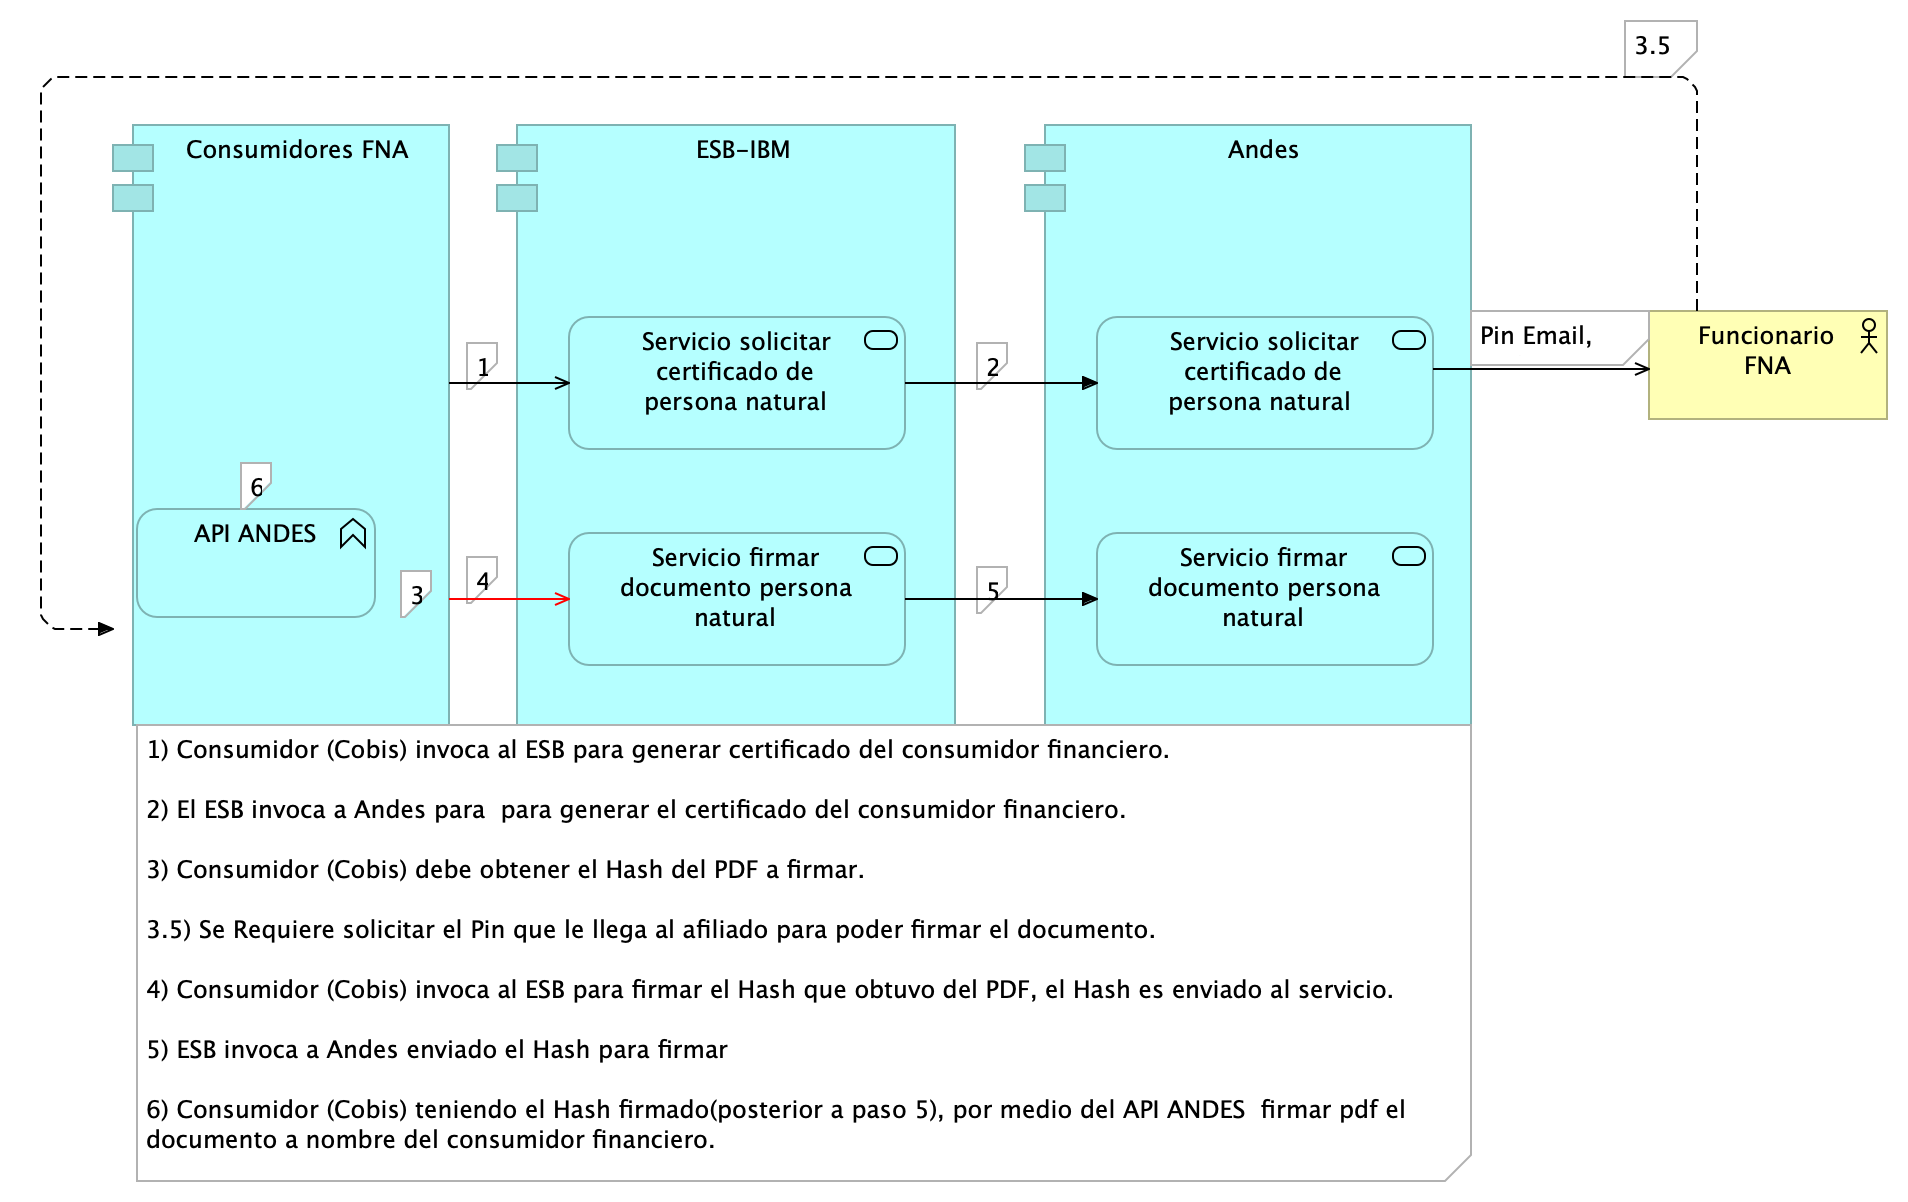 3.5
Consumidores FNA
ESB-IBM
Andes
Servicio solicitar
certificado de
persona natural
Servicio solicitar
certificado de
persona natural
Pin Email,
Funcionario
FNA
1
2
6
API ANDES
3
4
Servicio firmar
documento persona
natural
5
Servicio firmar
documento persona
natural
1) Consumidor (Cobis) invoca al ESB para generar certificado del consumidor financiero.
2) El ESB invoca a Andes para  para generar el certificado del consumidor financiero.
3) Consumidor (Cobis) debe obtener el Hash del PDF a firmar.
3.5) Se Requiere solicitar el Pin que le llega al afiliado para poder firmar el documento.
4) Consumidor (Cobis) invoca al ESB para firmar el Hash que obtuvo del PDF, el Hash es enviado al servicio.
5) ESB invoca a Andes enviado el Hash para firmar
6) Consumidor (Cobis) teniendo el Hash firmado(posterior a paso 5), por medio del API ANDES  firmar pdf el
documento a nombre del consumidor financiero.